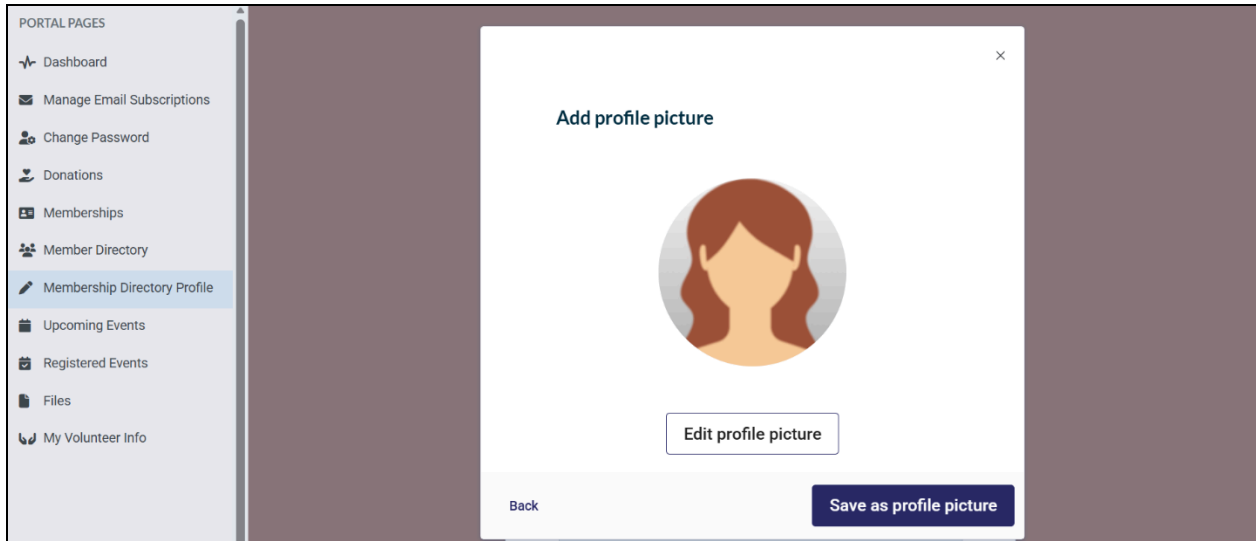 PORTAL PAGES
Dashboard
Manage Email Subscriptions
Change Password
Donations
Memberships
Member Directory
Membership Directory Profile
Upcoming Events
Registered Events
Files
My Volunteer Info
Add profile picture
Edit profile picture
Back
Save as profile picture